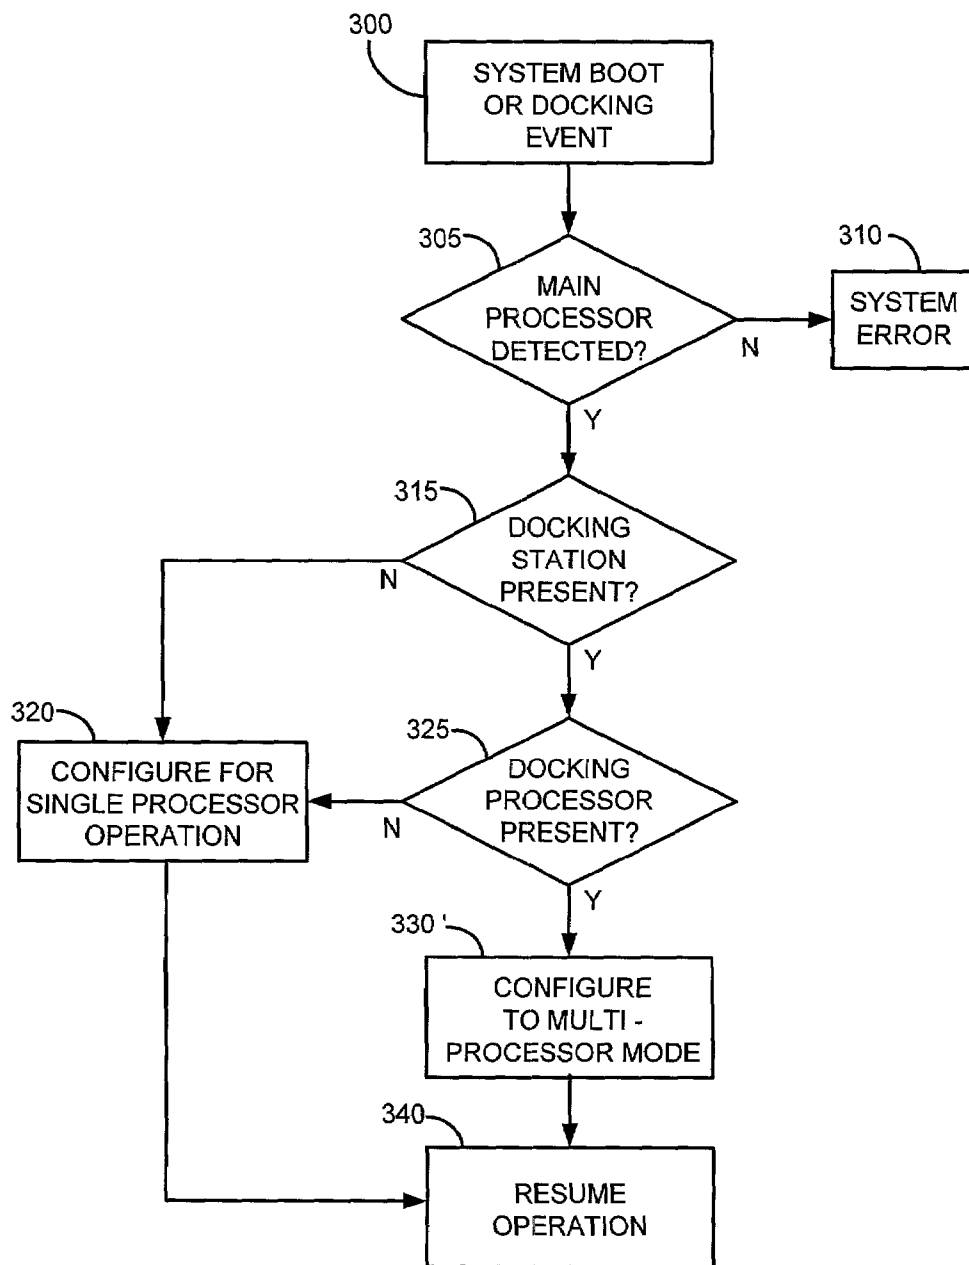 300
SYSTEM BOOT
OR DOCKING
EVENT
305
MAIN
PROCESSOR
DETECTED?
N
310
SYSTEM
ERROR
Y
315
DOCKING
STATION
PRESENT?
N
Y
320
CONFIGURE FOR
SINGLE PROCESSOR
OPERATION
325
DOCKING
PROCESSOR
PRESENT?
N
Y
330
CONFIGURE
TO MULTI -
PROCESSOR MODE
340
RESUME
OPERATION